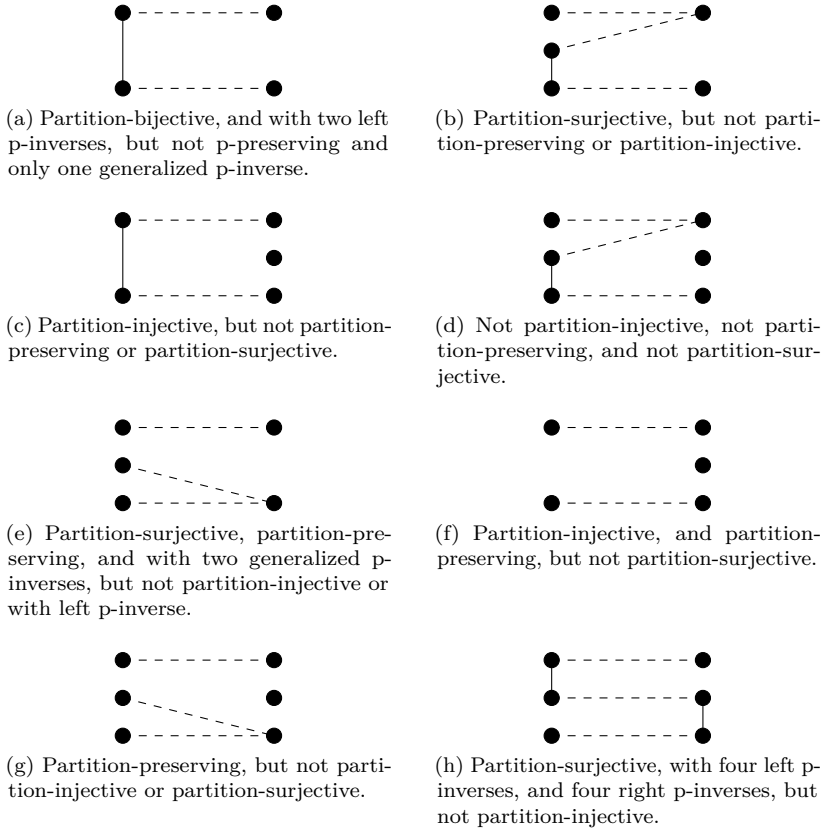 (a) Partition-bijective, and with two left
p-inverses, but not p-preserving and
only one generalized p-inverse.
(b) Partition-surjective, but not parti-
tion-preserving or partition-injective.
(c) Partition-injective, but not partition-
preserving or partition-surjective.
(d) Not partition-injective, not parti-
tion-preserving, and not partition-sur-
jective.
(e) Partition-surjective, partition-pre-
serving, and with two generalized p-
inverses, but not partition-injective or
with left p-inverse.
(f) Partition-injective, and partition-
preserving, but not partition-surjective.
(g) Partition-preserving, but not parti-
tion-injective or partition-surjective.
(h) Partition-surjective, with four left p-
inverses, and four right p-inverses, but
not partition-injective.